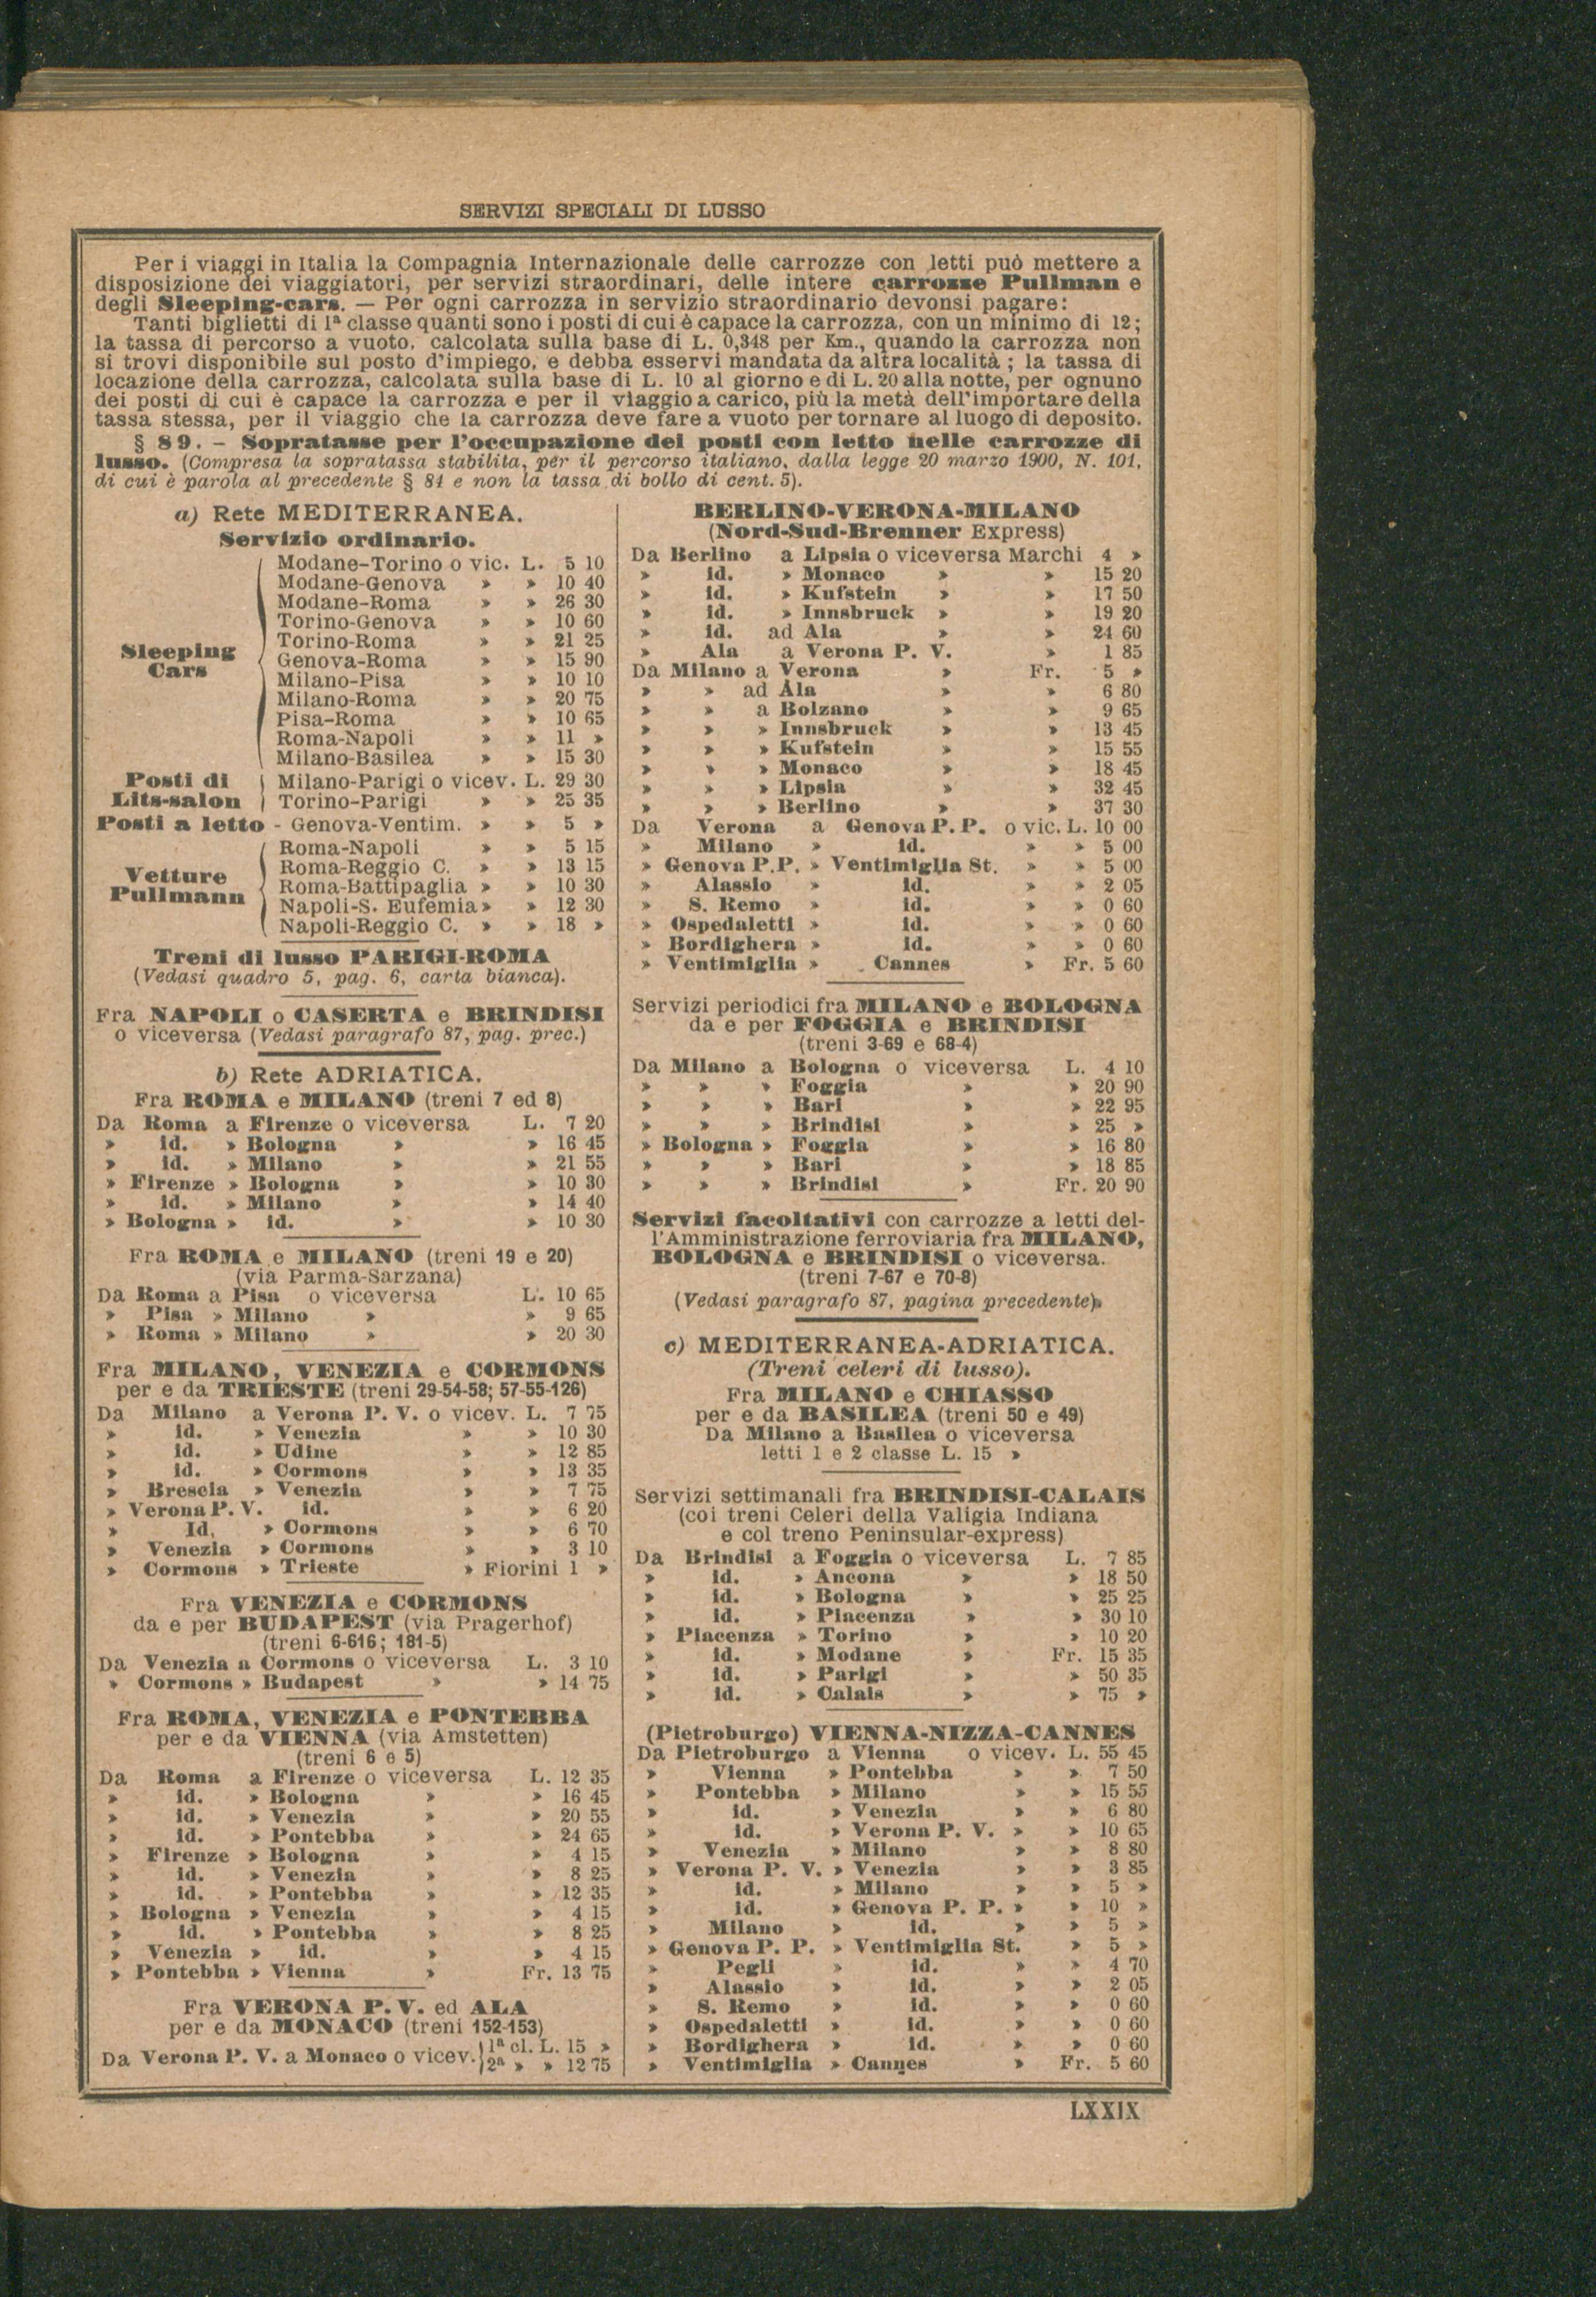 SERVIZI SPECIALI DI LUSSO
Per i viaggi in Italia la Compagnia Internazionale delle carrozze con letti può mettere a
disposizione dei viaggiatori, per servizi straordinari, delle intere carrozze Pullman e
degli Sleeping-cars. — Per ogni carrozza in servizio straordinario devonsi pagare:
Tanti biglietti di 1ª classe quanti sono i posti di cui è capace la carrozza, con un minimo di 12;
la tassa di percorso a vuoto, calcolata sulla base di L. 0,348 per Km., quando la carrozza non
si trovi disponibile sul posto d'impiego, e debba esservi mandata da altra località; la tassa di
locazione della carrozza, calcolata sulla base di L. 10 al giorno e di L. 20 alla notte, per ognuno
dei posti di cui è capace la carrozza e per il viaggio a carico, più la metà dell'importare della
tassa stessa, per il viaggio che la carrozza deve fare a vuoto per tornare al luogo di deposito.
§ 89. - Sopratasse per l'occupazione dei posti con letto nelle carrozze di
lusso. (Compresa la sopratassa stabilita, per il percorso italiano, dalla legge 20 marzo 1900, N. 101,
di cui è parola al precedente § 84 e non la tassa di bollo di cent. 5).
a) Rete MEDITERRANEA.
Servizio ordinario.
Sleeping Cars
Modane-Torino o vic. L. 5 10
Modane-Genova » » 10 40
Modane-Roma » » 26 30
Torino-Genova » » 10 60
Torino-Roma » » 21 25
Genova-Roma » » 15 90
Milano-Pisa » » 10 10
Milano-Roma » » 20 75
Pisa-Roma » » 10 65
Roma-Napoli » » 11 »
Milano-Basilea » » 15 30
Posti di Lits-salon
Milano-Parigi o vicev. L. 29 30
Torino-Parigi » » 25 35
Posti a letto - Genova-Ventim. » » 5 »
Vetture Pullmann
Roma-Napoli » » 5 15
Roma-Reggio C. » » 13 15
Roma-Battipaglia » » 10 30
Napoli-S. Eufemia » » 12 30
Napoli-Reggio C. » » 18 »
Treni di lusso PARIGI-ROMA
(Vedasi quadro 5, pag. 6, carta bianca).
Fra NAPOLI o CASERTA e BRINDISI
o viceversa (Vedasi paragrafo 87, pag. prec.)
b) Rete ADRIATICA.
Fra ROMA e MILANO (treni 7 ed 8)
Da Roma a Firenze o viceversa L. 7 20
» id. » Bologna » » 16 45
» id. » Milano » » 21 55
» Firenze » Bologna » » 10 30
» id. » Milano » » 14 40
» Bologna » id. » » 10 30
Fra ROMA e MILANO (treni 19 e 20)
(via Parma-Sarzana)
Da Roma a Pisa o viceversa L. 10 65
» Pisa » Milano » » 9 65
» Roma » Milano » » 20 30
Fra MILANO, VENEZIA e CORMONS
per e da TRIESTE (treni 29-54-58; 57-55-126)
Da Milano a Verona P. V. o vicev. L. 7 75
» id. » Venezia » » 10 30
» id. » Udine » » 12 85
» id. » Cormons » » 13 35
» Brescia » Venezia » » 7 75
» Verona P. V. id. » » 6 20
» Id. » Cormons » » 6 70
» Venezia » Cormons » » 3 10
» Cormons » Trieste » Fiorini 1 »
Fra VENEZIA e CORMONS
da e per BUDAPEST (via Pragerhof)
(treni 6-616; 181-5)
Da Venezia a Cormons o viceversa L. 3 10
» Cormons » Budapest » » 14 75
Fra ROMA, VENEZIA e PONTEBBA
per e da VIENNA (via Amstetten)
(treni 6 e 5)
Da Roma a Firenze o viceversa L. 12 35
» id. » Bologna » » 16 45
» id. » Venezia » » 20 55
» id. » Pontebba » » 24 65
» Firenze » Bologna » » 4 15
» id. » Venezia » » 8 25
» id. » Pontebba » » 12 35
» Bologna » Venezia » » 4 15
» id. » Pontebba » » 8 25
» Venezia » id. » » 4 15
» Pontebba » Vienna » Fr. 13 75
Fra VERONA P. V. ed ALA
per e da MONACO (treni 152-153)
Da Verona P. V. a Monaco o vicev. 1ª cl. L. 15 »
2ª » » 12 75
BERLINO-VERONA-MILANO
(Nord-Sud-Brenner Express)
Da Berlino a Lipsia o viceversa Marchi 4 »
» id. » Monaco » » 15 20
» id. » Kufstein » » 17 50
» id. » Innsbruck » » 19 20
» id. ad Ala » » 24 60
» Ala a Verona P. V. » 1 85
Da Milano a Verona » Fr. 5 »
» » ad Ala » » 6 80
» » a Bolzano » » 9 65
» » » Innsbruck » » 13 45
» » » Kufstein » » 15 55
» » » Monaco » » 18 45
» » » Lipsia » » 32 45
» » » Berlino » » 37 30
Da Verona a Genova P. P. o vic. L. 10 00
» Milano » id. » » 5 00
» Genova P.P. » Ventimiglia St. » » 5 00
» Alassio » id. » » 2 05
» S. Remo » id. » » 0 60
» Ospedaletti » id. » » 0 60
» Bordighera » id. » » 0 60
» Ventimiglia » Cannes » Fr. 5 60
Servizi periodici fra MILANO e BOLOGNA
da e per FOGGIA e BRINDISI
(treni 3-69 e 68-4)
Da Milano a Bologna o viceversa L. 4 10
» » » Foggia » » 20 90
» » » Bari » » 22 95
» » » Brindisi » » 25 »
» Bologna » Foggia » » 16 80
» » » Bari » » 18 85
» » » Brindisi » Fr. 20 90
Servizi facoltativi con carrozze a letti del-
l'Amministrazione ferroviaria fra MILANO,
BOLOGNA e BRINDISI o viceversa.
(treni 7-67 e 70-8)
(Vedasi paragrafo 87, pagina precedente).
c) MEDITERRANEA-ADRIATICA.
(Treni celeri di lusso).
Fra MILANO e CHIASSO
per e da BASILEA (treni 50 e 49)
Da Milano a Basilea o viceversa
letti 1 e 2 classe L. 15 »
Servizi settimanali fra BRINDISI-CALAIS
(coi treni Celeri della Valigia Indiana
e col treno Peninsular-express)
Da Brindisi a Foggia o viceversa L. 7 85
» id. » Ancona » » 18 50
» id. » Bologna » » 25 25
» id. » Piacenza » » 30 10
» Piacenza » Torino » » 10 20
» id. » Modane » Fr. 15 35
» id. » Parigi » » 50 35
» id. » Calais » » 75 »
(Pietroburgo) VIENNA-NIZZA-CANNES
Da Pietroburgo a Vienna o vicev. L. 55 45
» Vienna » Pontebba » » 7 50
» Pontebba » Milano » » 15 55
» id. » Venezia » » 6 80
» id. » Verona P. V. » » 10 65
» Venezia » Milano » » 8 80
» Verona P. V. » Venezia » » 3 85
» id. » Milano » » 5 »
» id. » Genova P. P. » » 10 »
» Milano » id. » » 5 »
» Genova P. P. » Ventimiglia St. » 5 »
» Pegli » id. » » 4 70
» Alassio » id. » » 2 05
» S. Remo » id. » » 0 60
» Ospedaletti » id. » » 0 60
» Bordighera » id. » » 0 60
» Ventimiglia » Cannes » Fr. 5 60
LXXIX